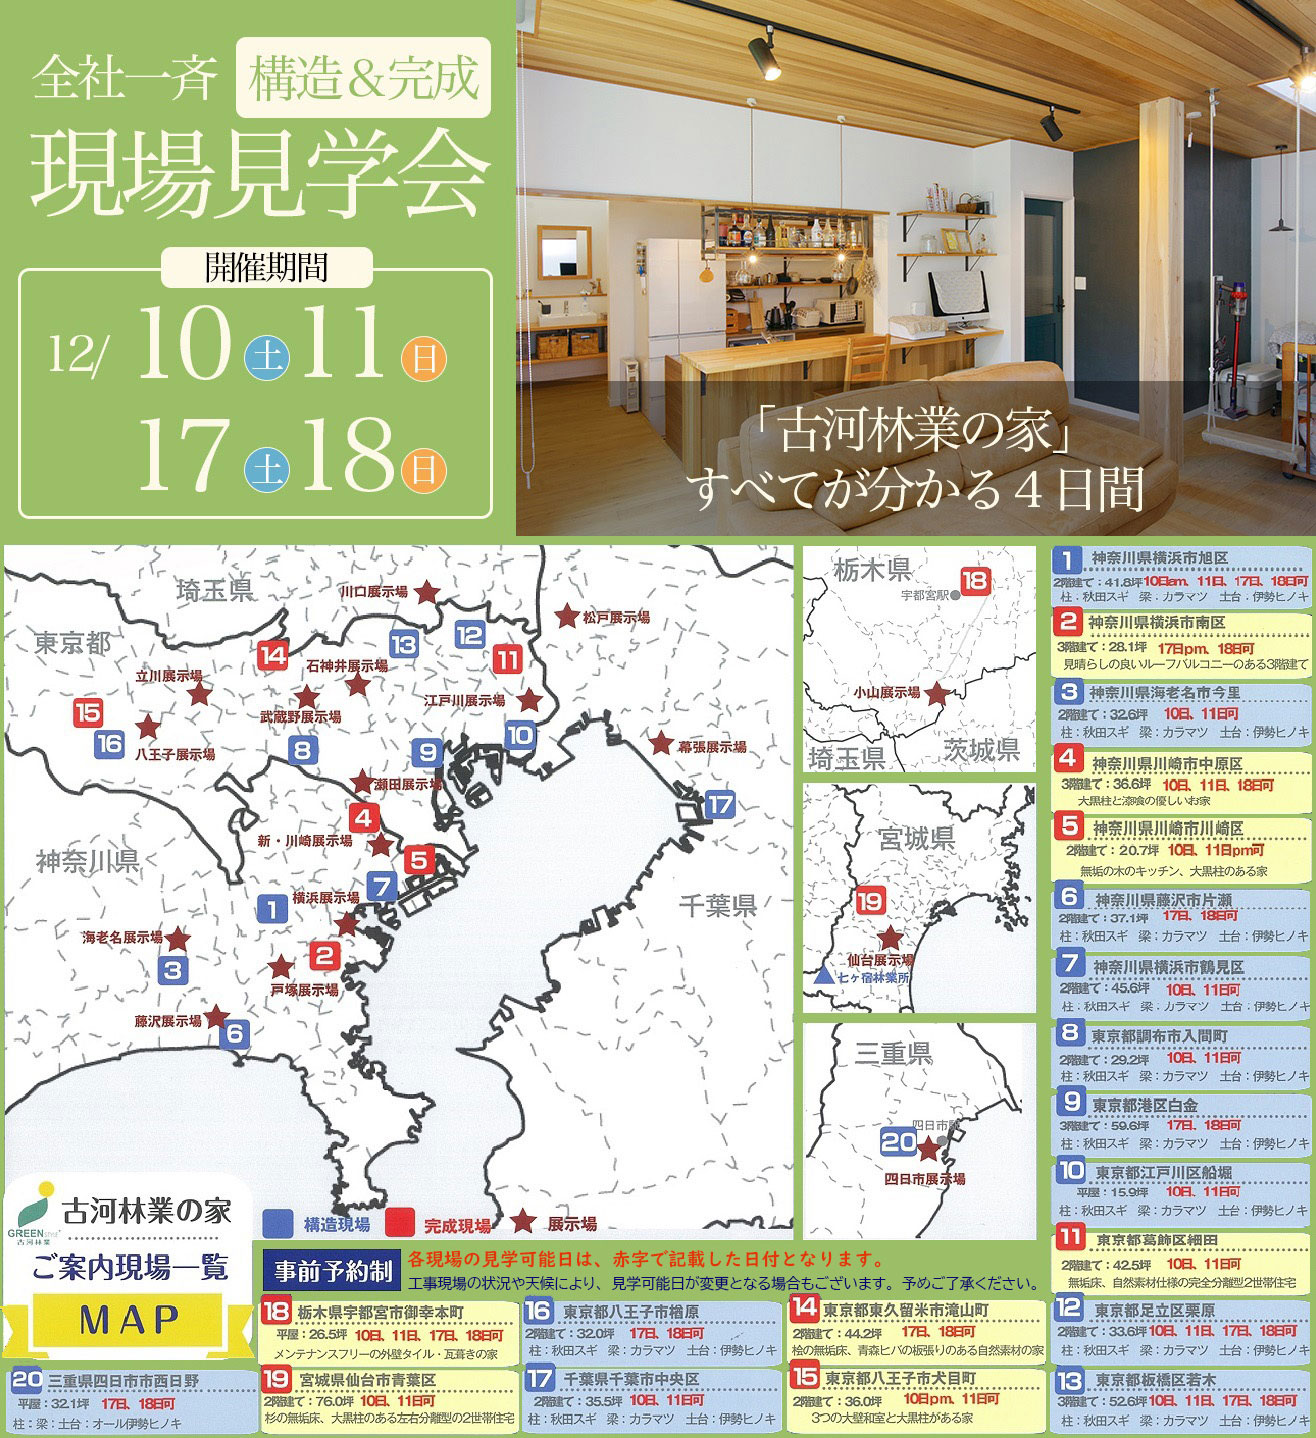 全社一斉 構造＆完成
現場見学会
開催期間
12/ 10 土 11 日
17 土 18 日
「古河林業の家」
すべてが分かる４日間
埼玉県
東京都
神奈川県
千葉県
川口展示場
松戸展示場
立川展示場
石神井展示場
武蔵野展示場
江戸川展示場
八王子展示場
幕張展示場
瀬田展示場
新・川崎展示場
横浜展示場
海老名展示場
戸塚展示場
藤沢展示場
14
13
12
11
15
16
8
9
10
17
4
5
7
1
2
3
6
栃木県
18
宇都宮駅
小山展示場
埼玉県
茨城県
宮城県
19
仙台展示場
七ヶ宿林業所
三重県
四日市
20
四日市展示場
構造現場
完成現場
展示場
GREEN
古河林業
古河林業の家
ご案内現場一覧
MAP
事前予約制
各現場の見学可能日は、赤字で記載した日付となります。
工事現場の状況や天候により、見学可能日が変更となる場合もございます。予めご了承ください。
1 神奈川県横浜市旭区
2階建て：41.8坪 10日am、11日、17日、18日可
柱：秋田スギ 梁：カラマツ 土台：伊勢ヒノキ
2 神奈川県横浜市南区
3階建て：28.1坪 17日pm、18日可
見晴らしの良いルーフバルコニーのある3階建て
3 神奈川県海老名市今里
2階建て：32.6坪 10日、11日可
柱：秋田スギ 梁：カラマツ 土台：伊勢ヒノキ
4 神奈川県川崎市中原区
3階建て：36.6坪 10日、11日、18日可
大黒柱と漆喰の優しいお家
5 神奈川県川崎市川崎区
2階建て：20.7坪 10日、11日pm可
無垢の木のキッチン、大黒柱のある家
6 神奈川県藤沢市片瀬
2階建て：37.1坪 17日、18日可
柱：秋田スギ 梁：カラマツ 土台：伊勢ヒノキ
7 神奈川県横浜市鶴見区
2階建て：45.6坪 10日、11日可
柱：秋田スギ 梁：カラマツ 土台：伊勢ヒノキ
8 東京都調布市入間町
2階建て：29.2坪 10日、11日可
柱：秋田スギ 梁：カラマツ 土台：伊勢ヒノキ
9 東京都港区白金
3階建て：59.6坪 17日、18日可
柱：秋田スギ 梁：カラマツ 土台：伊勢ヒノキ
10 東京都江戸川区船堀
平屋：15.9坪 10日、11日可
柱：秋田スギ 梁：カラマツ 土台：伊勢ヒノキ
11 東京都葛飾区細田
2階建て：42.5坪 10日、11日可
無垢床、自然素材仕様の完全分離型2世帯住宅
12 東京都足立区栗原
2階建て：33.6坪 10日、11日、17日、18日可
柱：秋田スギ 梁：カラマツ 土台：伊勢ヒノキ
13 東京都板橋区若木
3階建て：52.6坪 10日、11日、17日、18日可
柱：秋田スギ 梁：カラマツ 土台：伊勢ヒノキ
14 東京都東久留米市滝山町
2階建て：44.2坪 17日、18日可
桧の無垢床、青森ヒバの板張りのある自然素材の家
15 東京都八王子市犬目町
2階建て：36.0坪 10日pm、11日可
3つの大壁和室と大黒柱がある家
16 東京都八王子市楢原
2階建て：32.0坪 17日、18日可
柱：秋田スギ 梁：カラマツ 土台：伊勢ヒノキ
17 千葉県千葉市中央区
2階建て：35.5坪 10日、11日可
柱：秋田スギ 梁：カラマツ 土台：伊勢ヒノキ
18 栃木県宇都宮市御幸本町
平屋：26.5坪 10日、11日、17日、18日可
メンテナンスフリーの外壁タイル・瓦葺きの家
19 宮城県仙台市青葉区
2階建て：76.0坪 10日、11日可
杉の無垢床、大黒柱のある左右分離型の2世帯住宅
20 三重県四日市市西日野
平屋：32.1坪 17日、18日可
柱：梁：土台：オール伊勢ヒノキ